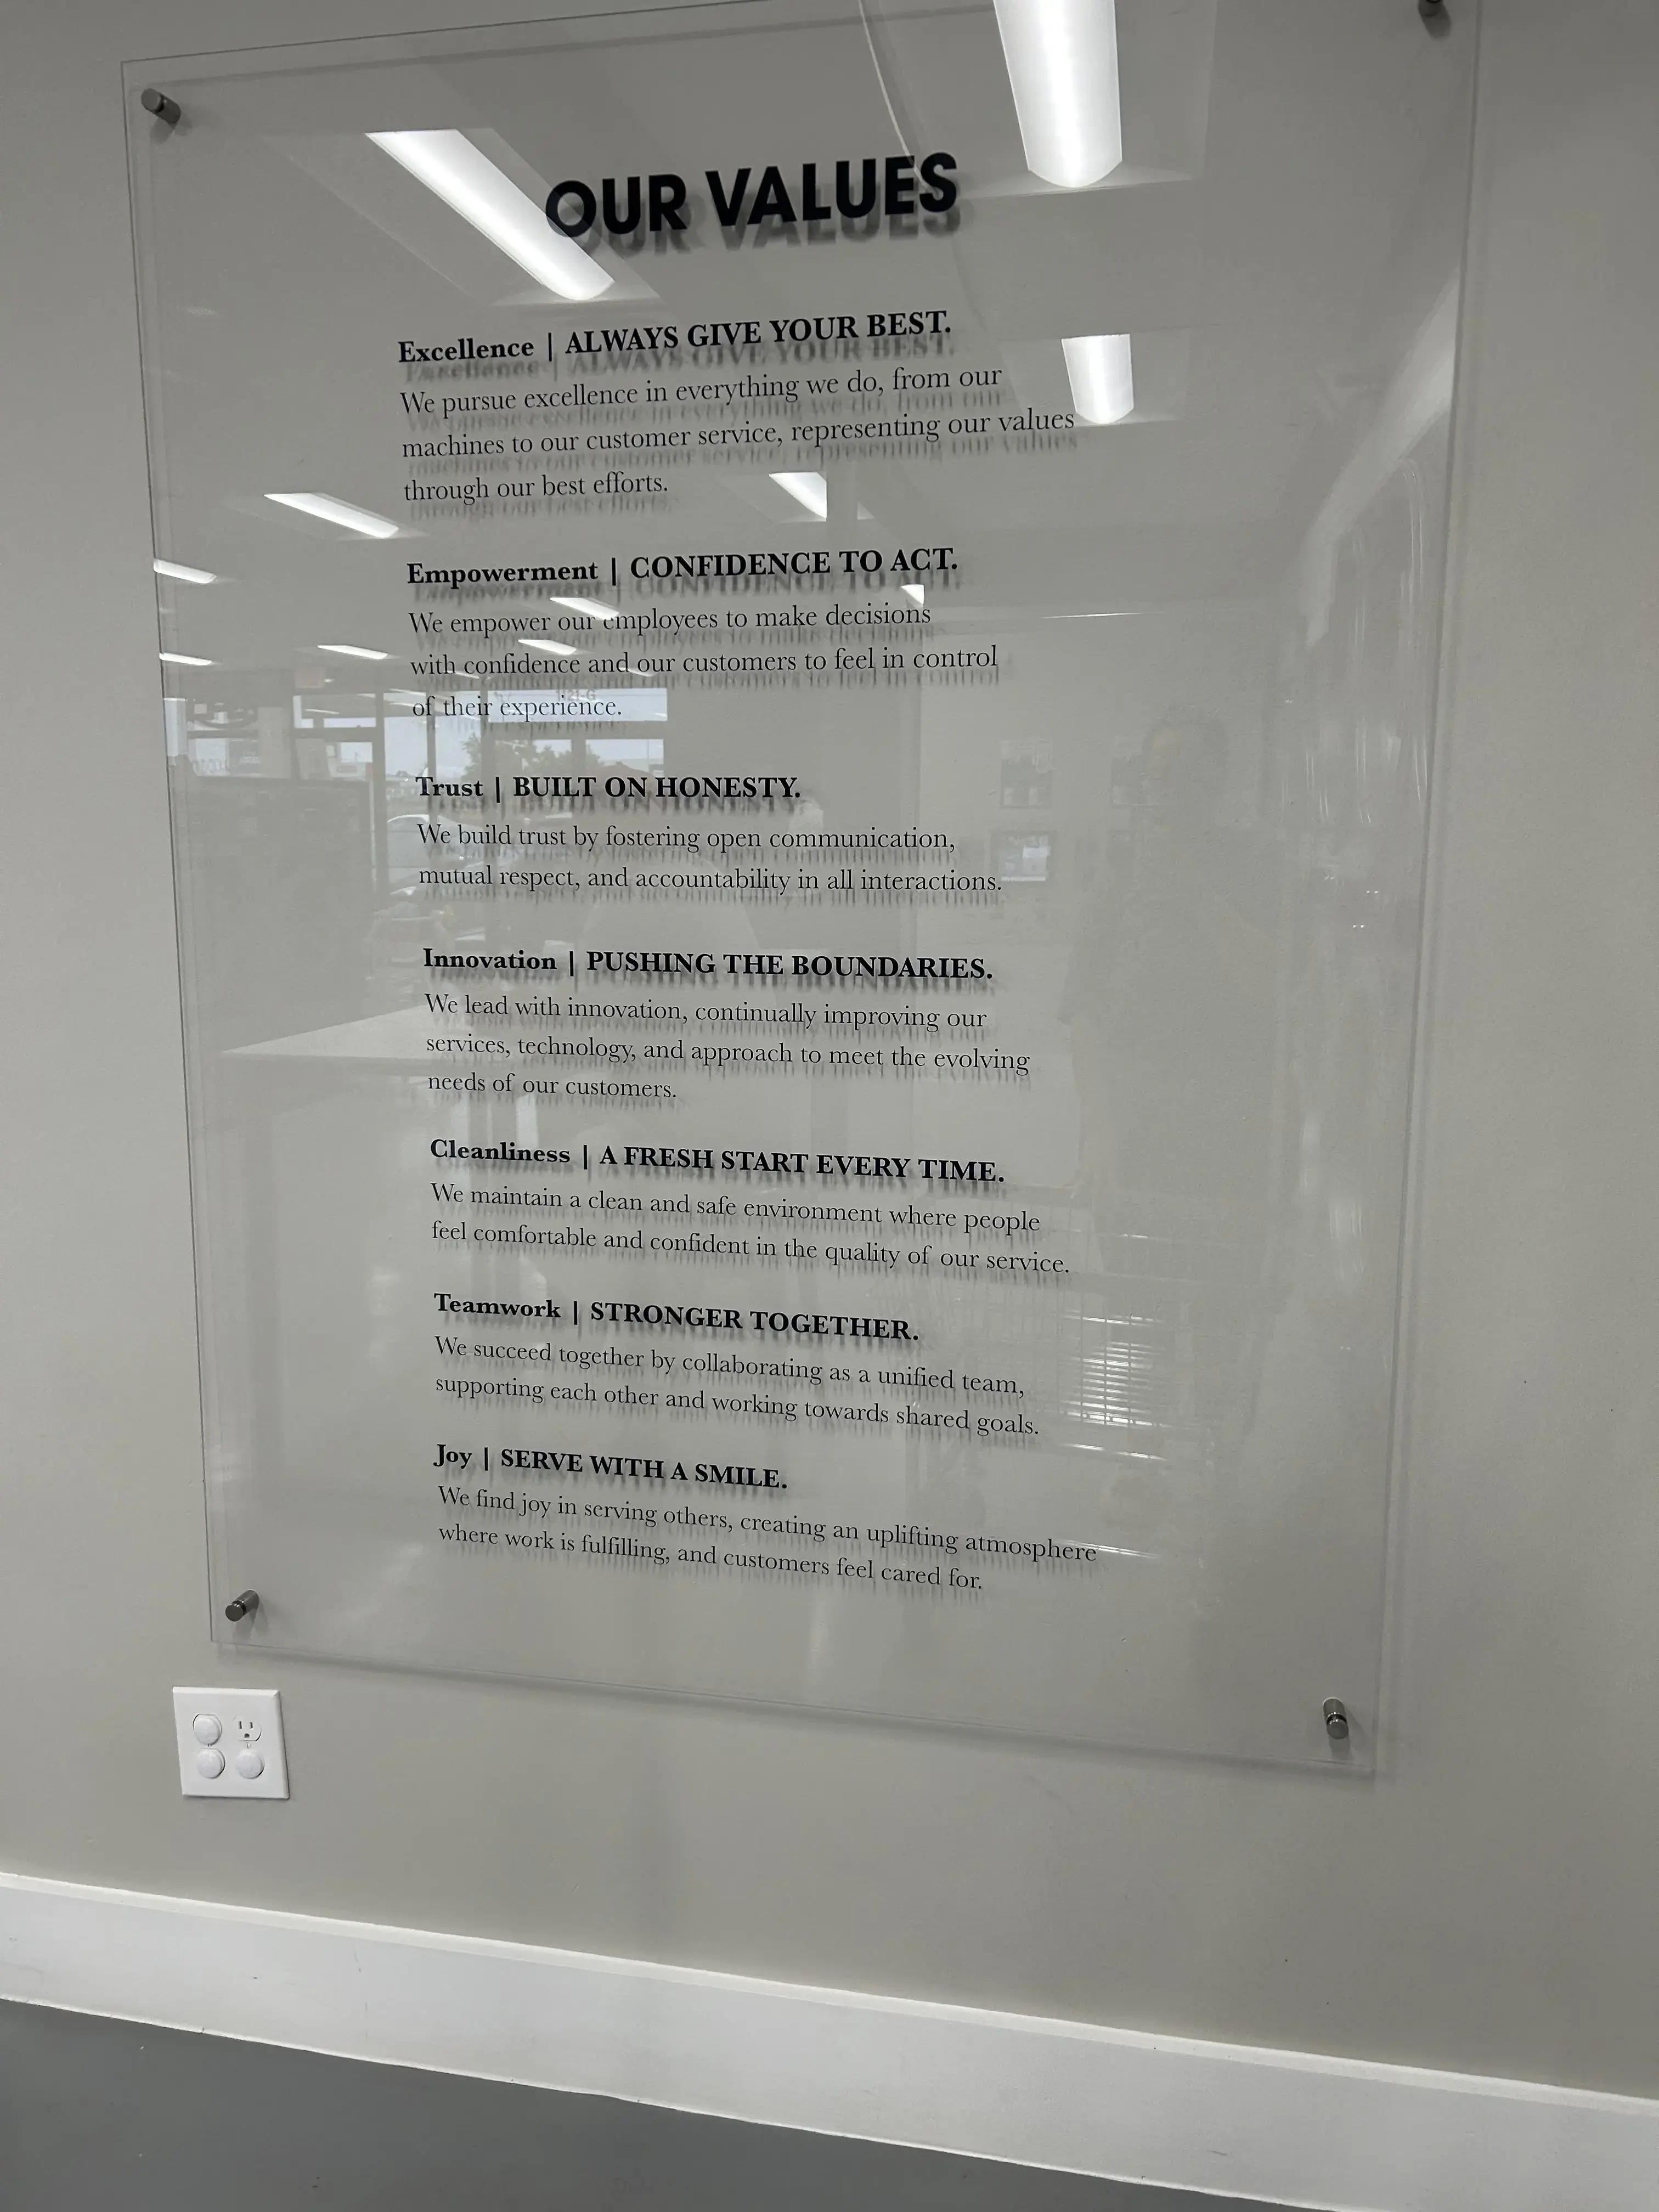 OUR VALUES
Excellence | ALWAYS GIVE YOUR BEST.
We pursue excellence in everything we do, from our
machines to our customer service, representing our values
through our best efforts.
Empowerment | CONFIDENCE TO ACT.
We empower our employees to make decisions
with confidence and our customers to feel in control
of their experience.
Trust | BUILT ON HONESTY.
We build trust by fostering open communication,
mutual respect, and accountability in all interactions.
Innovation | PUSHING THE BOUNDARIES.
We lead with innovation, continually improving our
services, technology, and approach to meet the evolving
needs of our customers.
Cleanliness | A FRESH START EVERY TIME.
We maintain a clean and safe environment where people
feel comfortable and confident in the quality of our service.
Teamwork | STRONGER TOGETHER.
We succeed together by collaborating as a unified team,
supporting each other and working towards shared goals.
Joy | SERVE WITH A SMILE.
We find joy in serving others, creating an uplifting atmosphere
where work is fulfilling, and customers feel cared for.